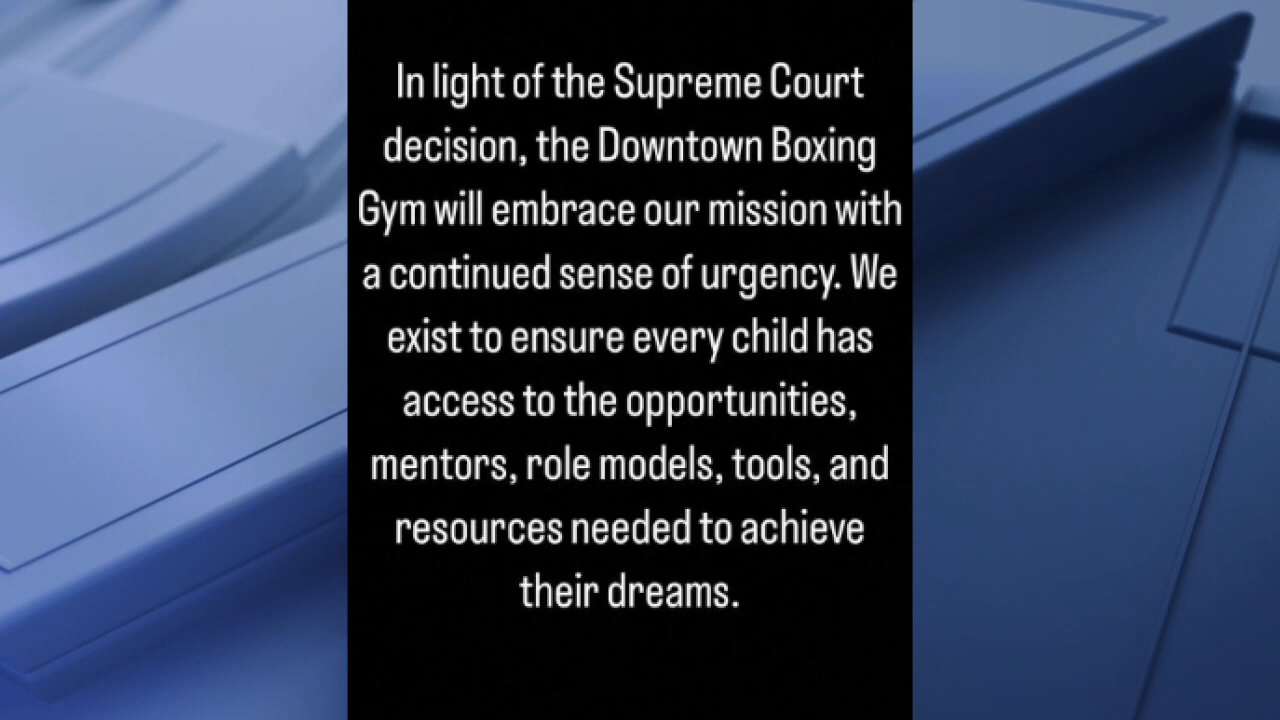 In light of the Supreme Court
decision, the Downtown Boxing
Gym will embrace our mission with
a continued sense of urgency. We
exist to ensure every child has
access to the opportunities,
mentors, role models, tools, and
resources needed to achieve
their dreams.